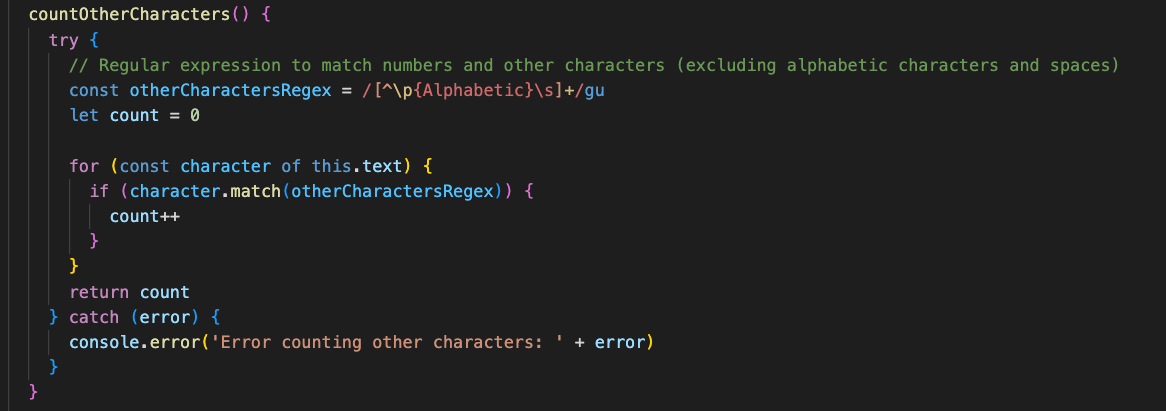 countOtherCharacters() {
try {
// Regular expression to match numbers and other characters (excluding alphabetic characters and spaces)
const otherCharactersRegex = /[^\p{Alphabetic}\s]+/gu
let count = 0
for (const character of this.text) {
if (character.match(otherCharactersRegex)) {
count++
}
}
return count
} catch (error) {
console.error('Error counting other characters: ' + error)
}
}